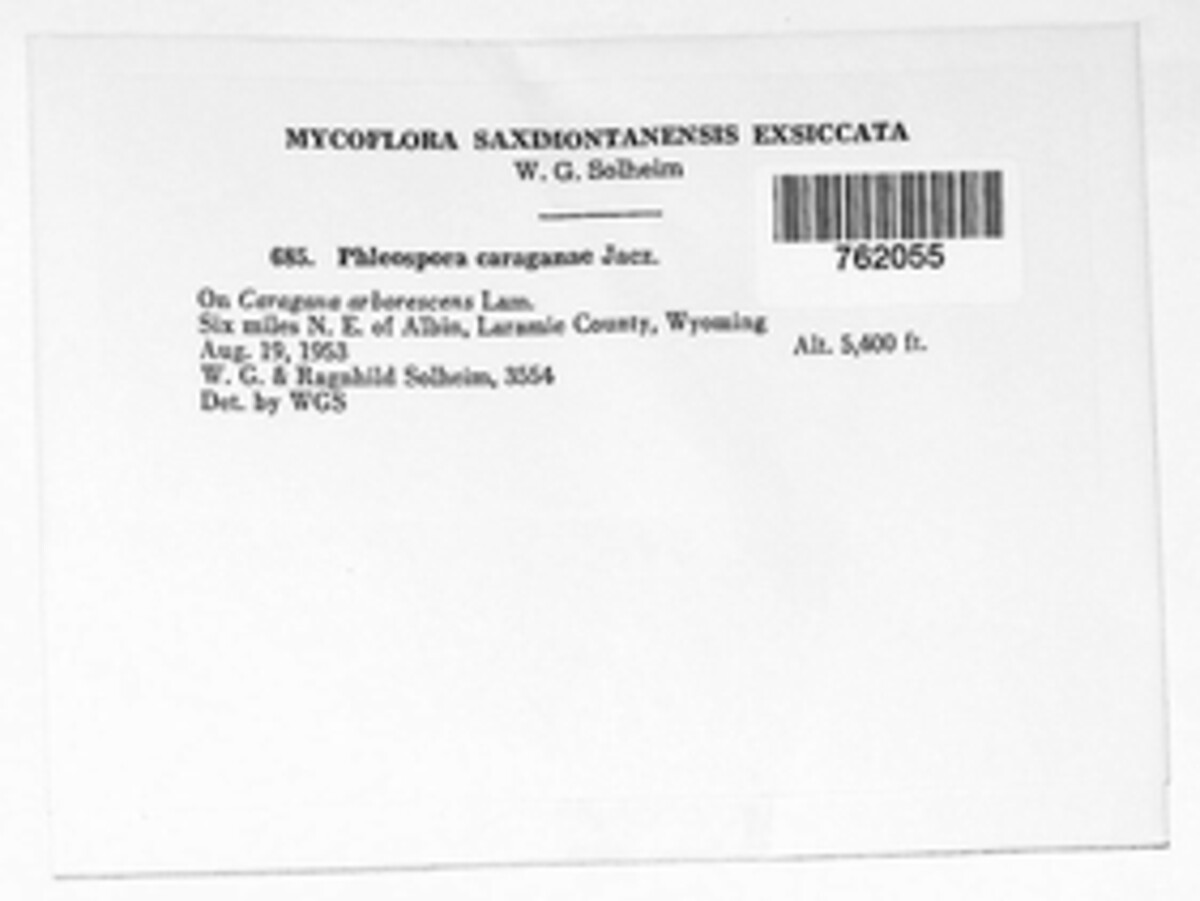 MYCOFLORA SAXIMONTANENSIS EXSICCATA
W. G. Solheim
762055
685. Phleospora caraganae Jacz.
On Caragana arborescens Lam.
Six miles N. E. of Albin, Laramie County, Wyoming
Aug. 19, 1953
Alt. 5,400 ft.
W. G. & Ragnhild Solheim, 3554
Det. by WGS